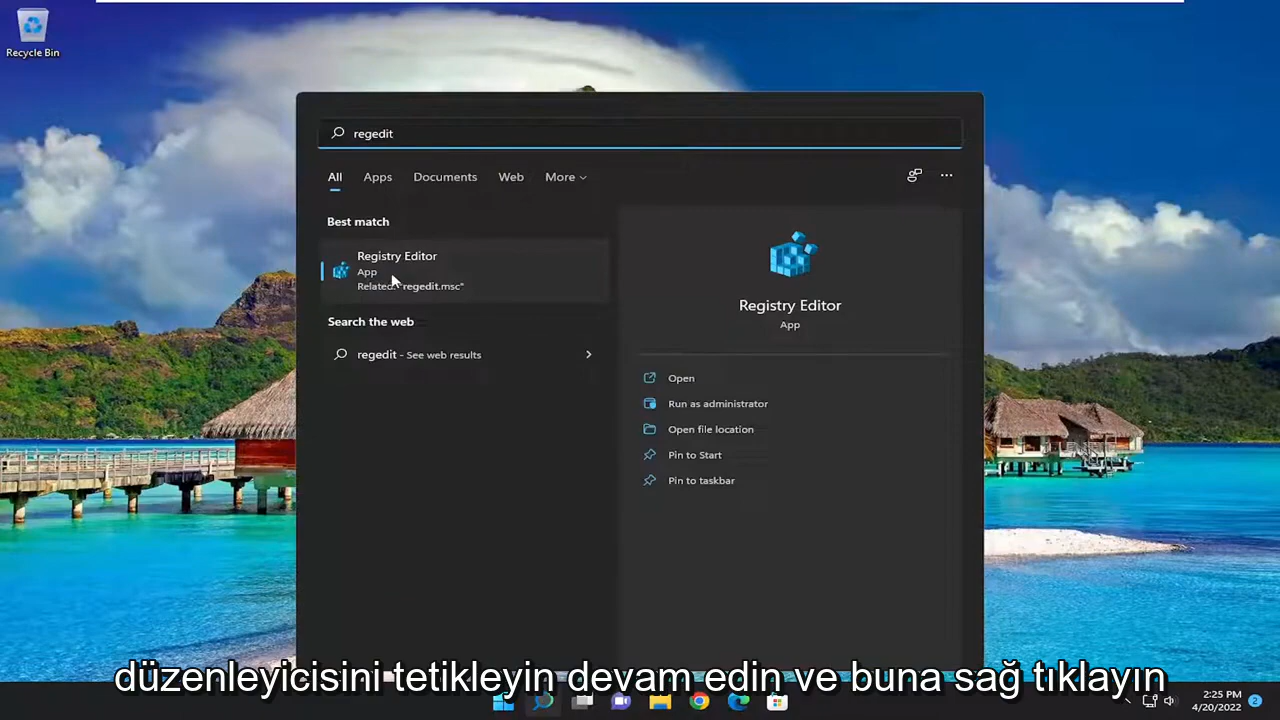 Recycle Bin
regedit
All
Apps
Documents
Web
More
Best match
Registry Editor
App
Related: "regedit.msc"
Search the web
regedit - See web results
Registry Editor
App
Open
Run as administrator
Open file location
Pin to Start
Pin to taskbar
düzenleyicisini tetikleyin devam edin ve buna sağ tıklayın
2:25 PM
4/20/2022
2